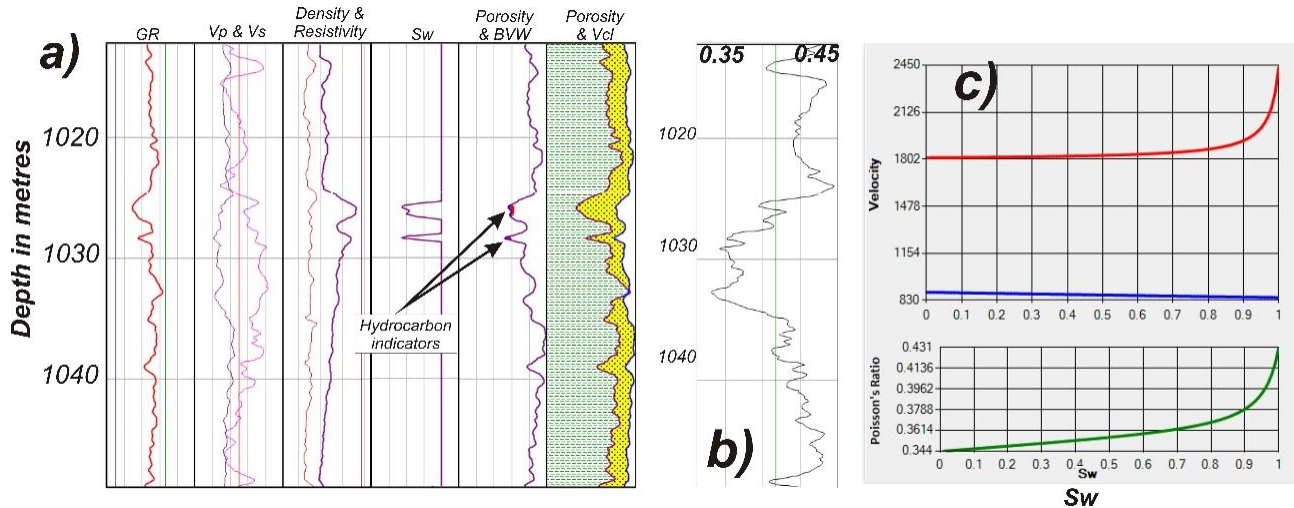 a)
GR
Vp & Vs
Density &
Resistivity
Sw
Porosity
& BVW
Porosity
& Vcl
Depth in metres
1020
1030
1040
Hydrocarbon
indicators
b)
0.35
0.45
1020
1030
1040
c)
Velocity
2450
2126
1802
1478
1154
830
0 0.1 0.2 0.3 0.4 0.5 0.6 0.7 0.8 0.9 1
Poisson's Ratio
0.431
0.4136
0.3962
0.3788
0.3614
0.344
0 0.1 0.2 0.3 0.4 0.5 0.6 0.7 0.8 0.9 1
Sw
Sw